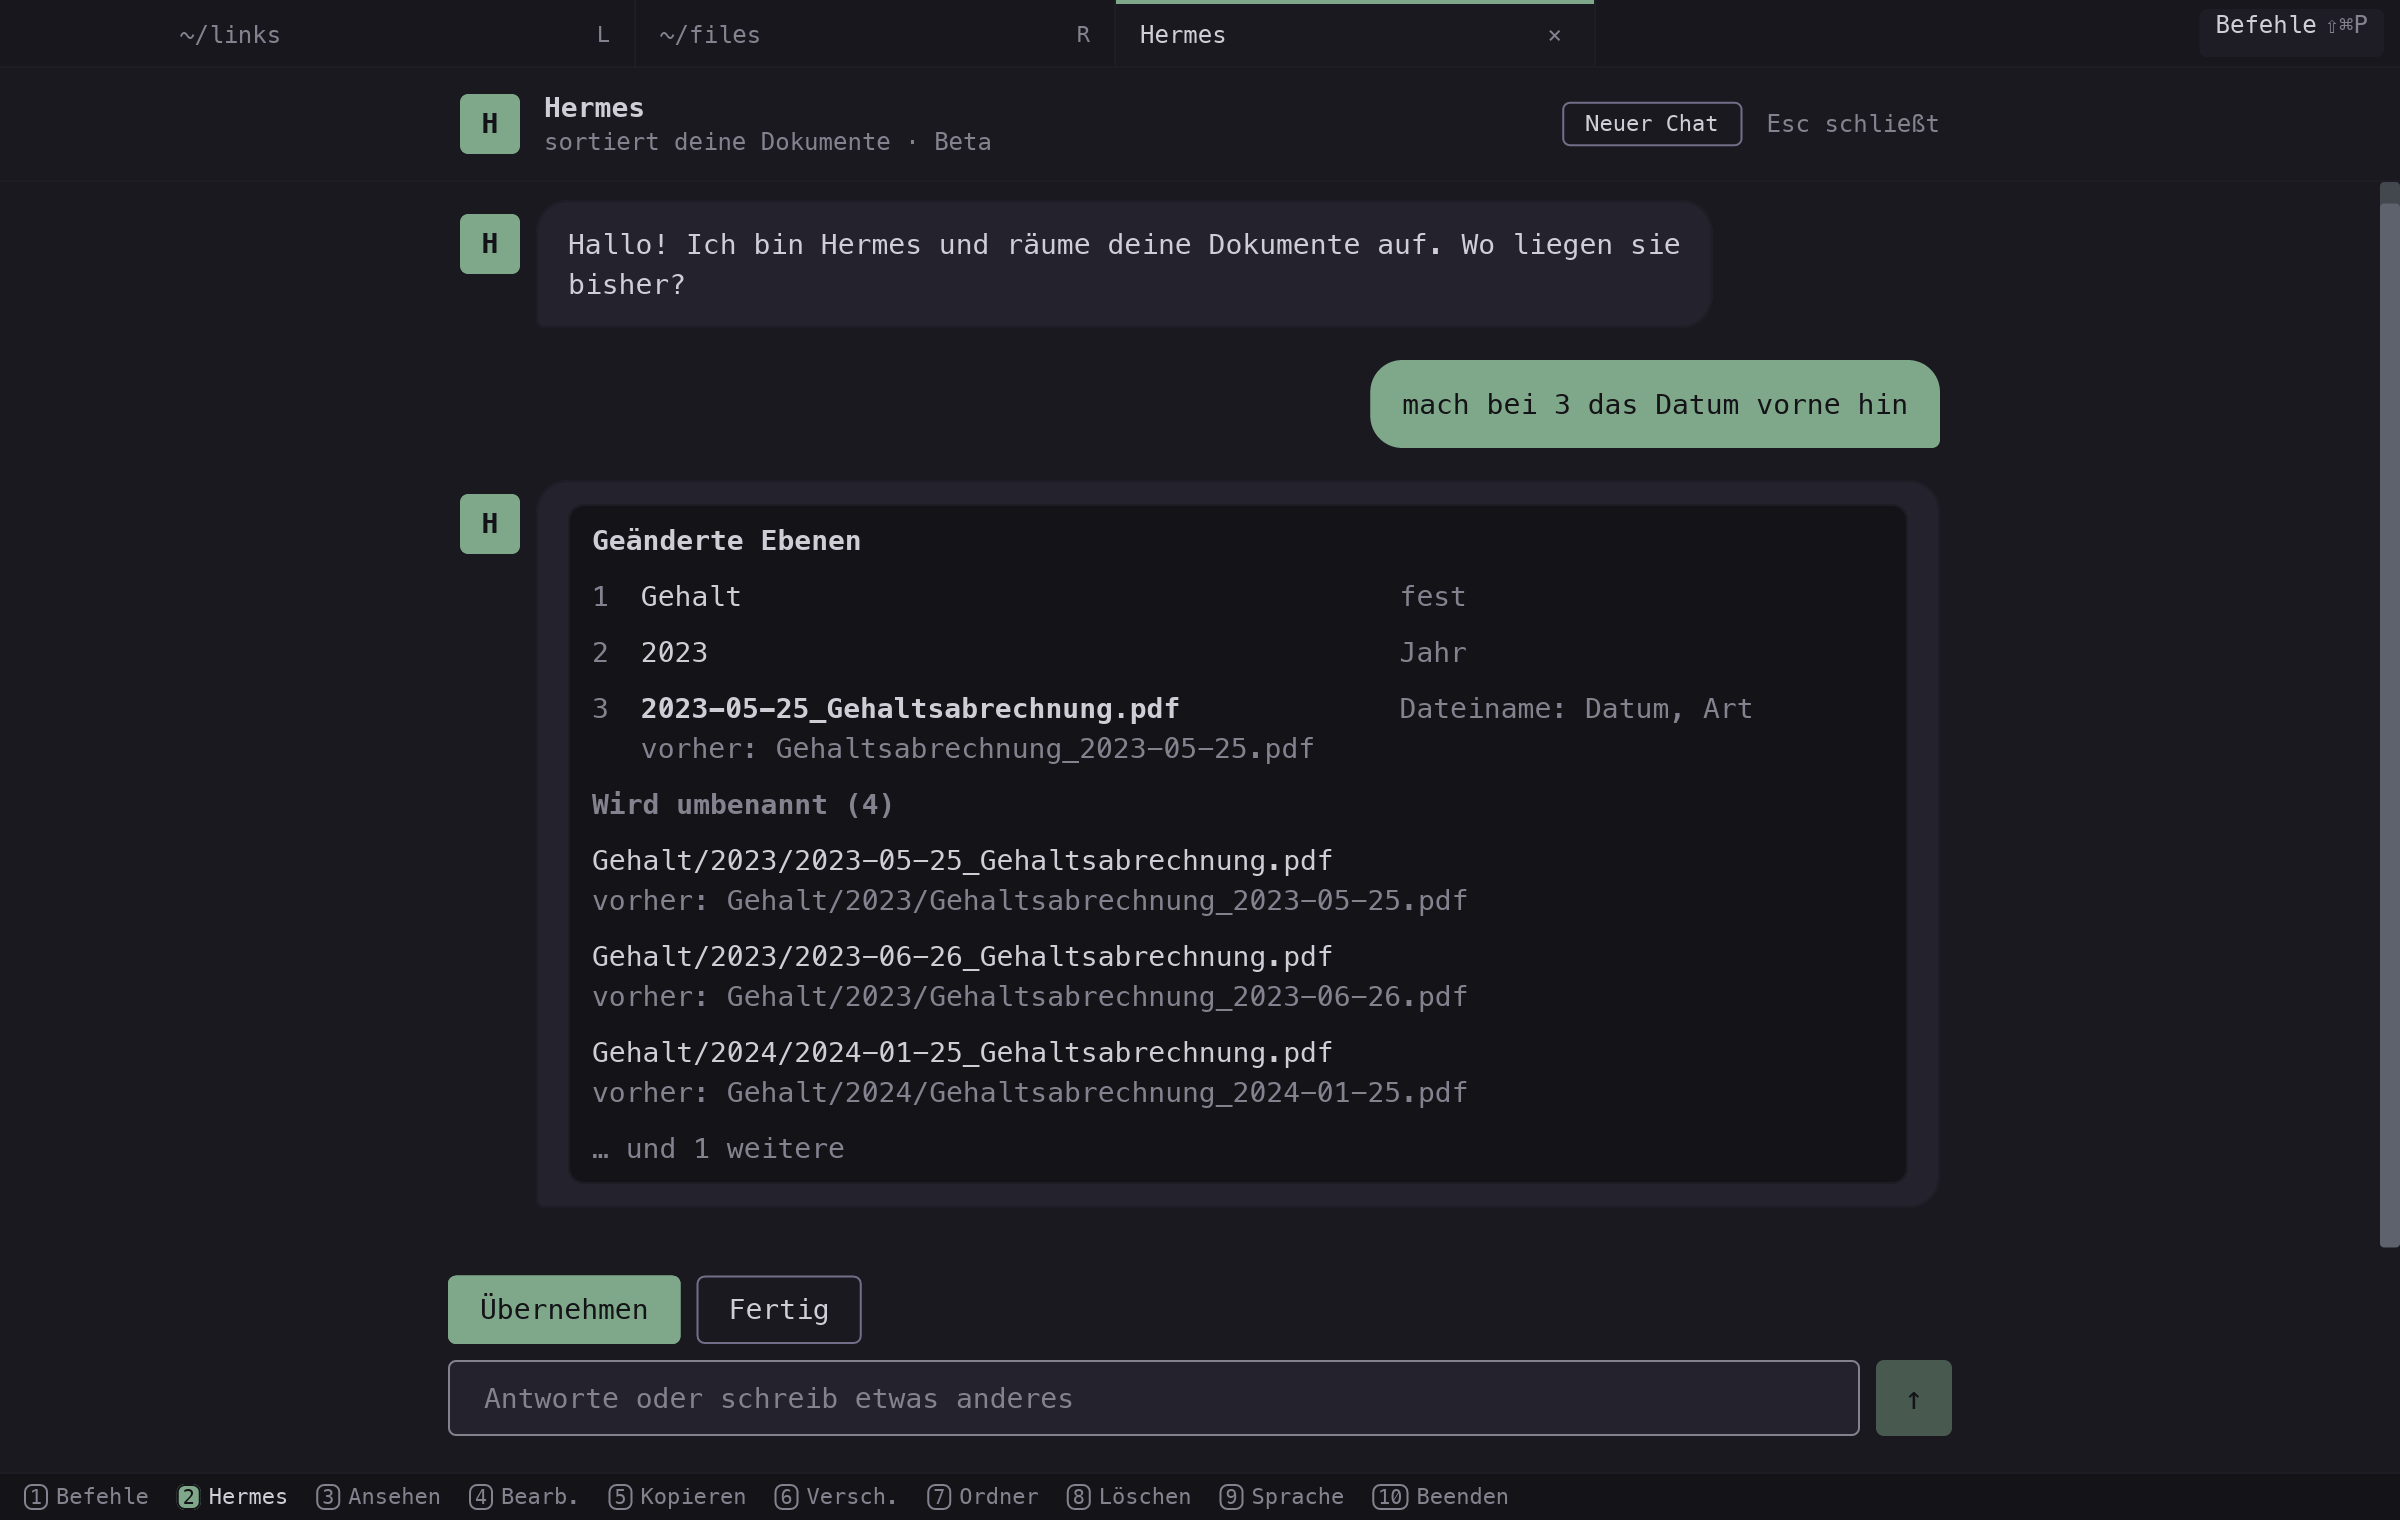 ~/links L ~/files R Hermes × Befehle ⇧⌘P
H Hermes Neuer Chat Esc schließt
sortiert deine Dokumente · Beta
H Hallo! Ich bin Hermes und räume deine Dokumente auf. Wo liegen sie
bisher?
mach bei 3 das Datum vorne hin
H
Geänderte Ebenen
1 Gehalt fest
2 2023 Jahr
3 2023-05-25_Gehaltsabrechnung.pdf Dateiname: Datum, Art
vorher: Gehaltsabrechnung_2023-05-25.pdf
Wird umbenannt (4)
Gehalt/2023/2023-05-25_Gehaltsabrechnung.pdf
vorher: Gehalt/2023/Gehaltsabrechnung_2023-05-25.pdf
Gehalt/2023/2023-06-26_Gehaltsabrechnung.pdf
vorher: Gehalt/2023/Gehaltsabrechnung_2023-06-26.pdf
Gehalt/2024/2024-01-25_Gehaltsabrechnung.pdf
vorher: Gehalt/2024/Gehaltsabrechnung_2024-01-25.pdf
… und 1 weitere
Übernehmen Fertig
Antworte oder schreib etwas anderes ↑
1 Befehle 2 Hermes 3 Ansehen 4 Bearb. 5 Kopieren 6 Versch. 7 Ordner 8 Löschen 9 Sprache 10 Beenden